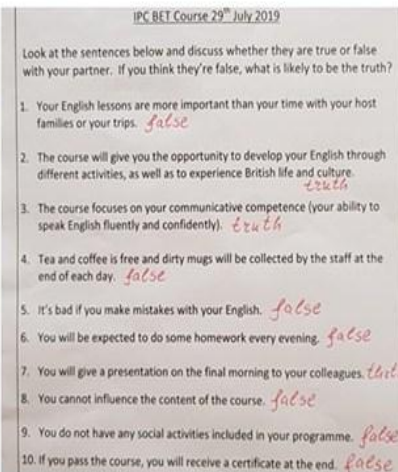 IPC BET Course 29th July 2019
Look at the sentences below and discuss whether they are true or false
with your partner. If you think they're false, what is likely to be the truth?
1. Your English lessons are more important than your time with your host
families or your trips. false
2. The course will give you the opportunity to develop your English through
different activities, as well as to experience British life and culture.
truth
3. The course focuses on your communicative competence (your ability to
speak English fluently and confidently). truth
4. Tea and coffee is free and dirty mugs will be collected by the staff at the
end of each day. false
5. It's bad if you make mistakes with your English. false
6. You will be expected to do some homework every evening. false
7. You will give a presentation on the final morning to your colleagues.
8. You cannot influence the content of the course. false
9. You do not have any social activities included in your programme. false
10. If you pass the course, you will receive a certificate at the end. false